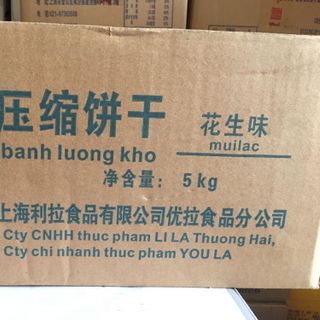 压缩饼干 花生味
banh luong kho muilac
净含量： 5 kg
上海利拉食品有限公司优拉食品分公司
Cty CNHH thuc pham LI LA Thuong Hai,
Cty chi nhanh thuc pham YOU LA